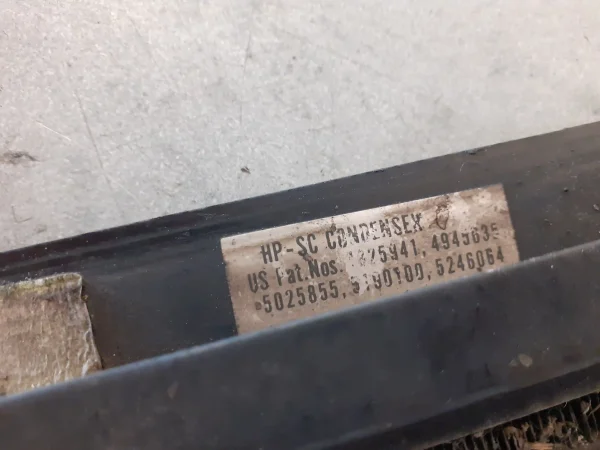 HP-SC CONDENSER
US Pat.Nos. 4825941, 4945635
5025855, 5190100, 5246064